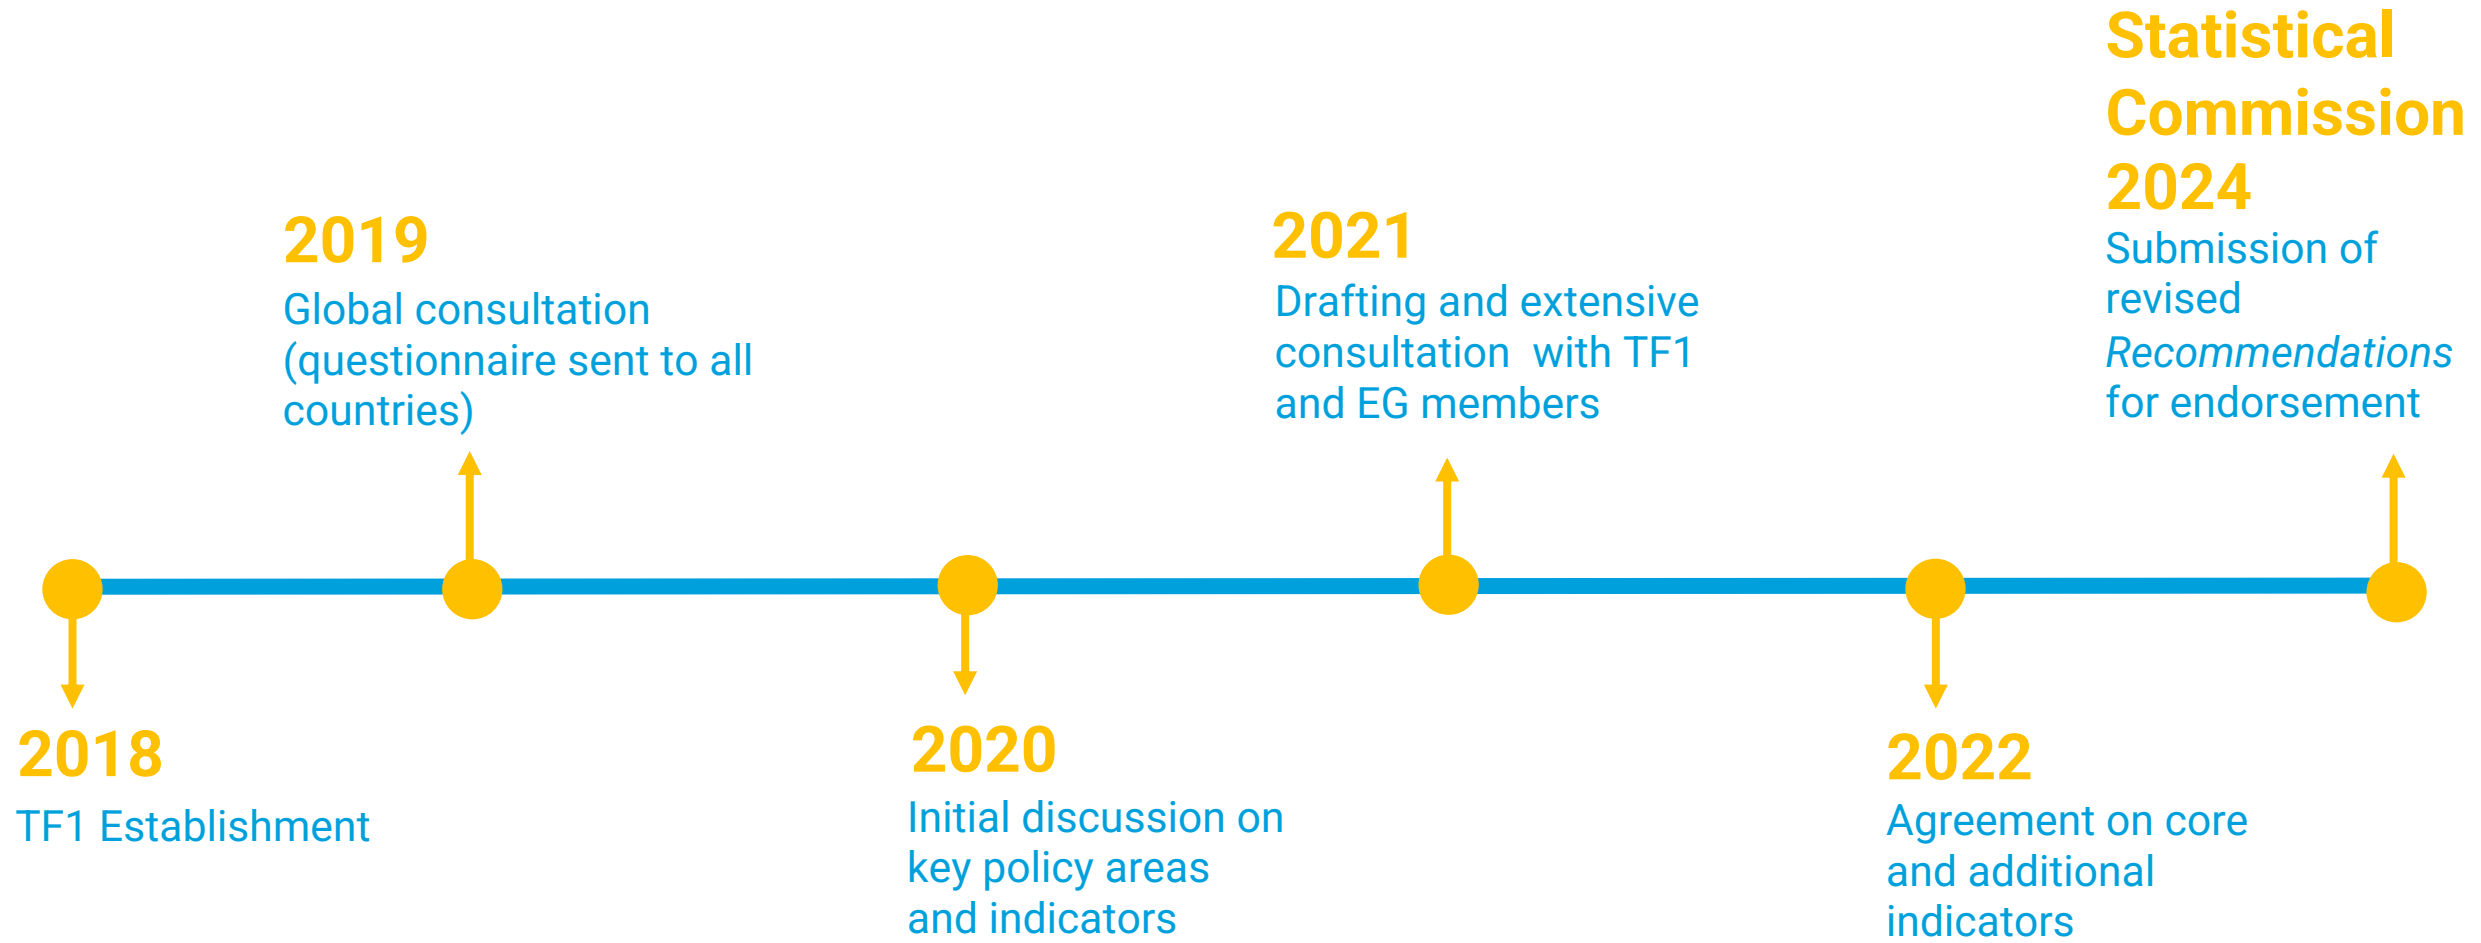 2018
TF1 Establishment
2019
Global consultation
(questionnaire sent to all
countries)
2020
Initial discussion on
key policy areas
and indicators
2021
Drafting and extensive
consultation  with TF1
and EG members
2022
Agreement on core
and additional
indicators
Statistical
Commission
2024
Submission of
revised
Recommendations
for endorsement